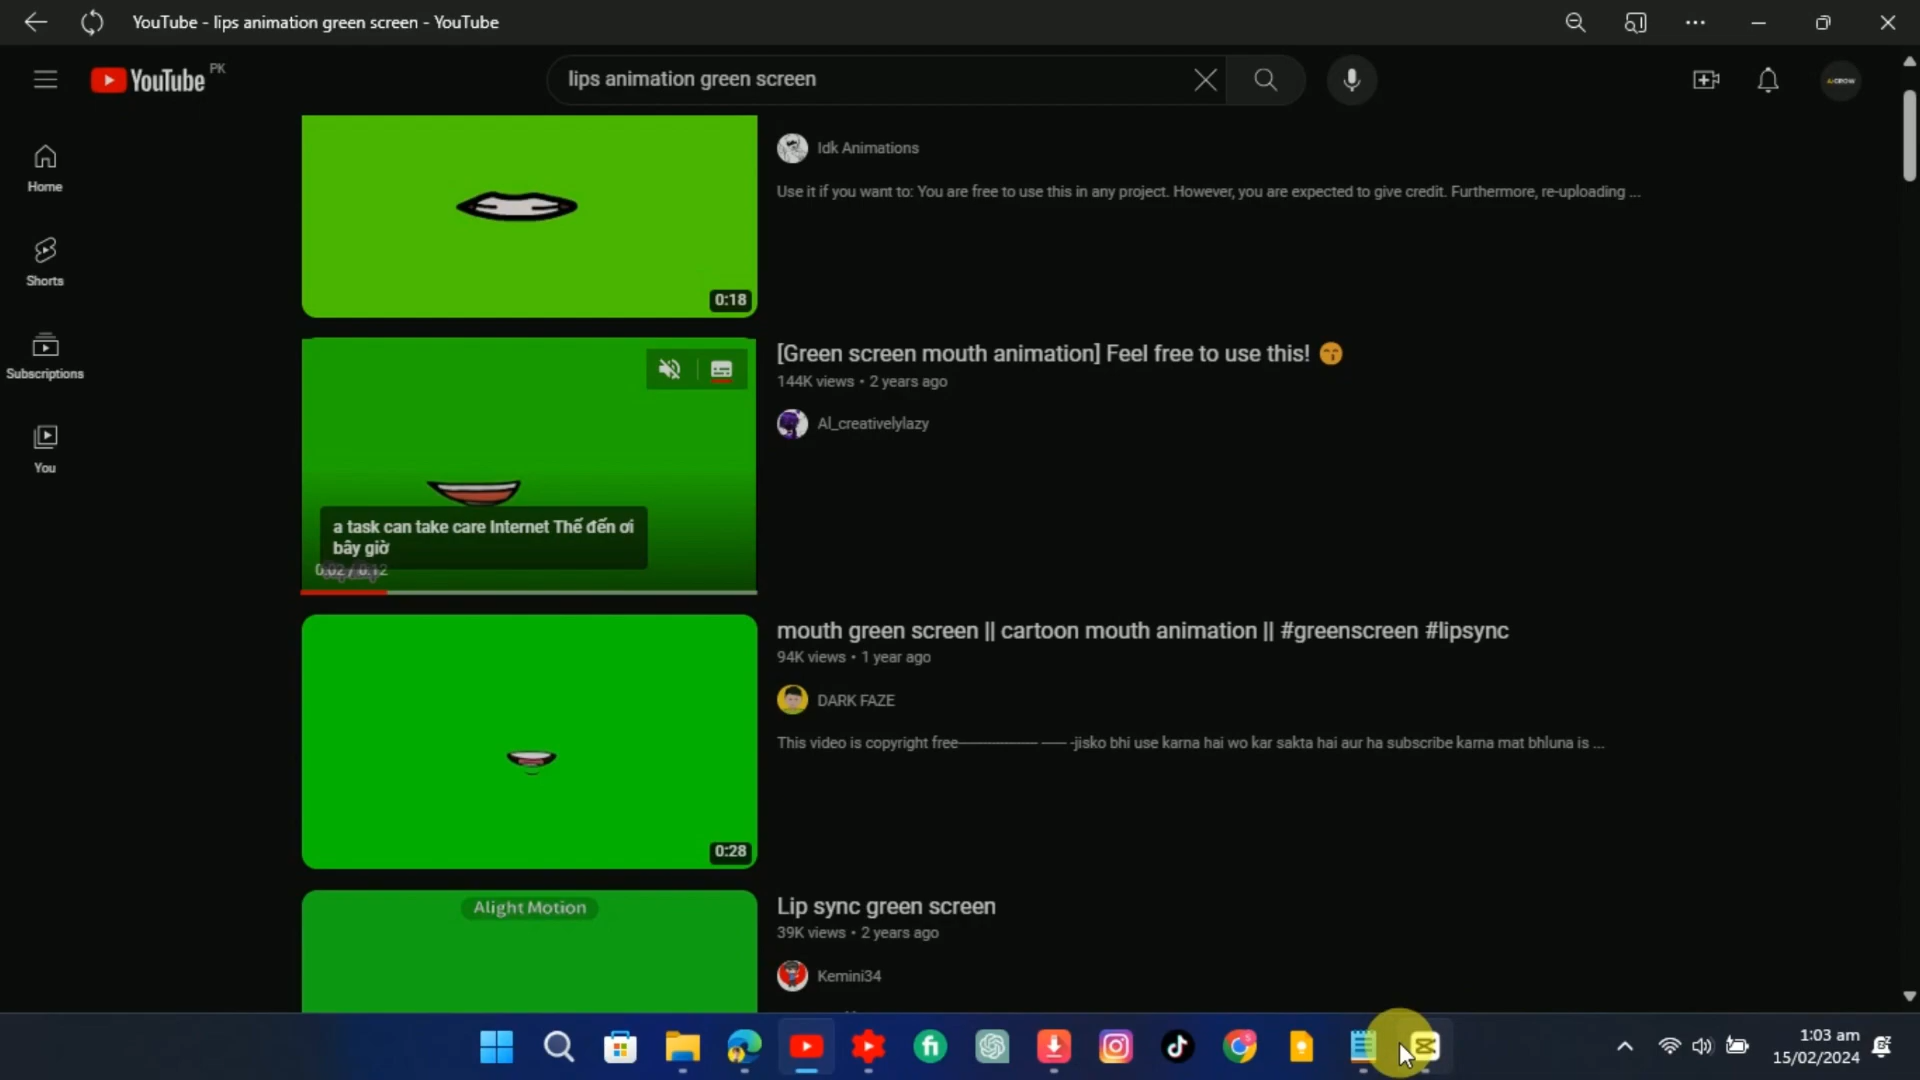 YouTube - lips animation green screen - YouTube
YouTube PK
lips animation green screen
Home
Shorts
Subscriptions
You
Idk Animations
Use it if you want to: You are free to use this in any project. However, you are expected to give credit. Furthermore, re-uploading ...
0:18
[Green screen mouth animation] Feel free to use this! 😙
144K views • 2 years ago
Al_creativelylazy
a task can take care Internet Thế đến ơi
bây giờ
0:02 / 0:12
mouth green screen || cartoon mouth animation || #greenscreen #lipsync
94K views • 1 year ago
DARK FAZE
This video is copyright free----------------- ------ -jisko bhi use karna hai wo kar sakta hai aur ha subscribe karna mat bhluna is ...
0:28
Alight Motion
Lip sync green screen
39K views • 2 years ago
Kemini34
1:03 am
15/02/2024